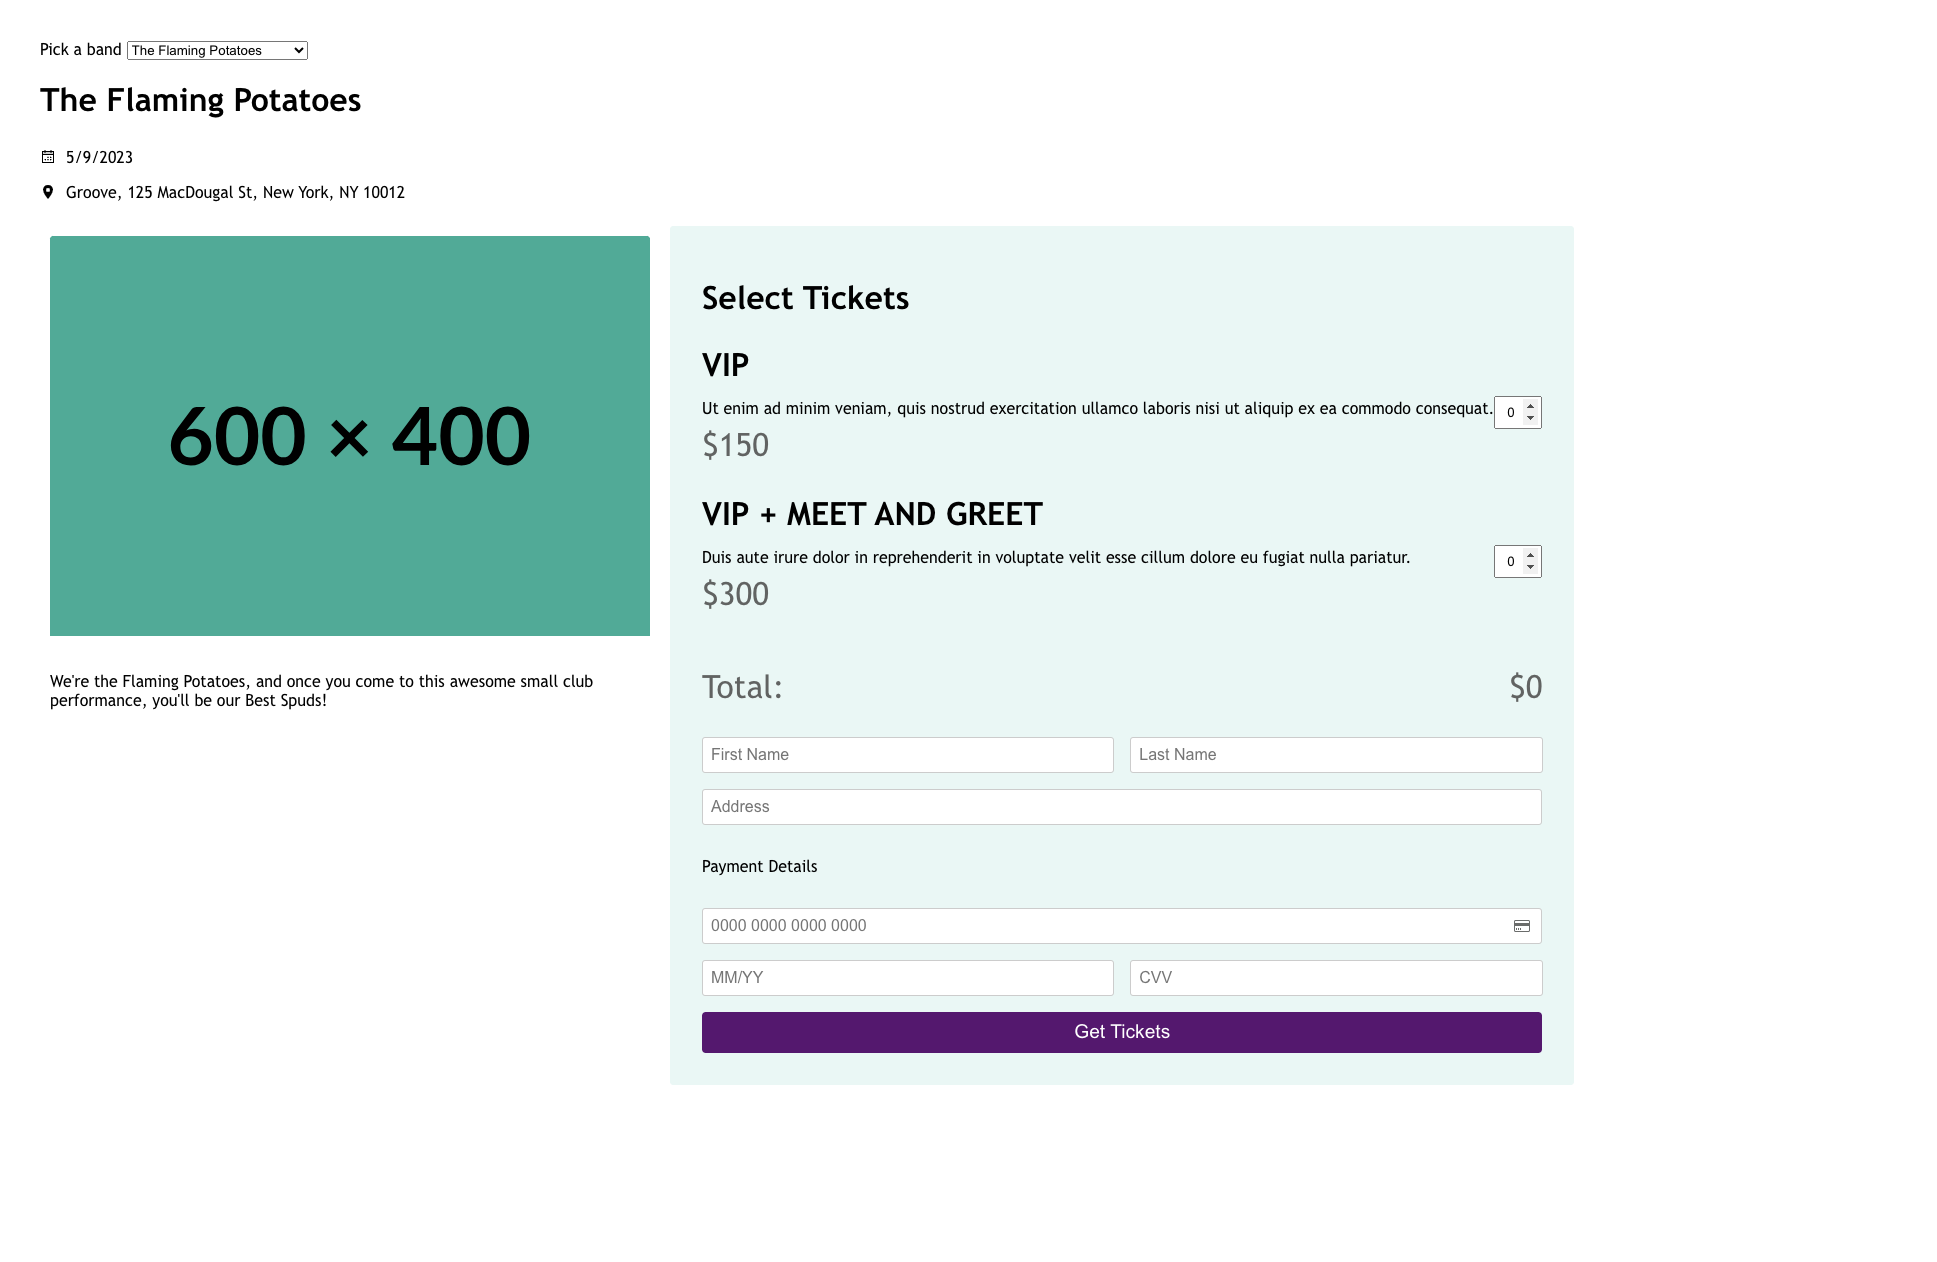 Pick a band The Flaming Potatoes
The Flaming Potatoes
5/9/2023
Groove, 125 MacDougal St, New York, NY 10012
600 × 400
We're the Flaming Potatoes, and once you come to this awesome small club
performance, you'll be our Best Spuds!
Select Tickets
VIP
Ut enim ad minim veniam, quis nostrud exercitation ullamco laboris nisi ut aliquip ex ea commodo consequat. 0
$150
VIP + MEET AND GREET
Duis aute irure dolor in reprehenderit in voluptate velit esse cillum dolore eu fugiat nulla pariatur. 0
$300
Total: $0
First Name Last Name
Address
Payment Details
0000 0000 0000 0000
MM/YY CVV
Get Tickets